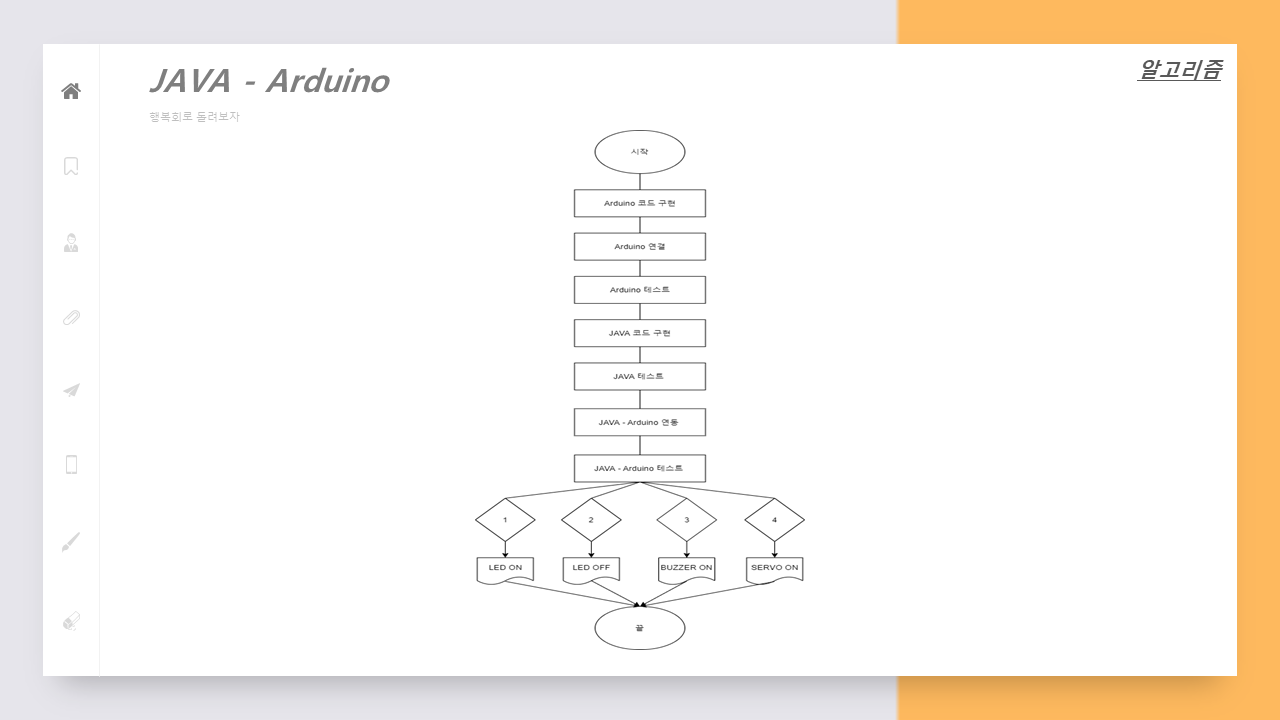 JAVA - Arduino
알고리즘
행복회로 돌려보자
시작
Arduino 코드 구현
Arduino 연결
Arduino 테스트
JAVA 코드 구현
JAVA 테스트
JAVA - Arduino 연동
JAVA - Arduino 테스트
1 2 3 4
LED ON LED OFF BUZZER ON SERVO ON
끝